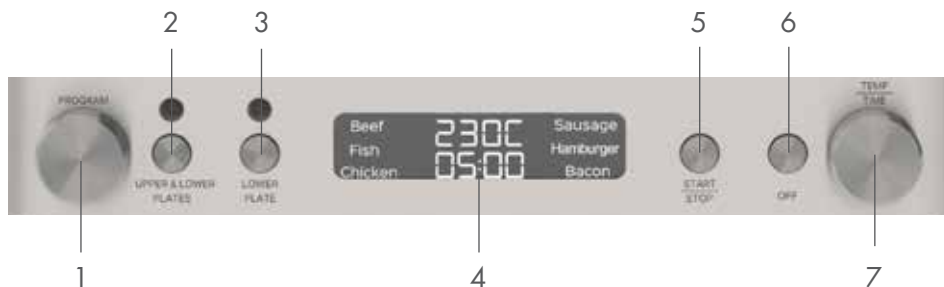 2 3 5 6
PROGRAM
TEMP
TIME
Beef 230C Sausage
Fish Hamburger
Chicken 05:00 Bacon
UPPER & LOWER
PLATES
LOWER
PLATE
START
STOP
OFF
1 4 7